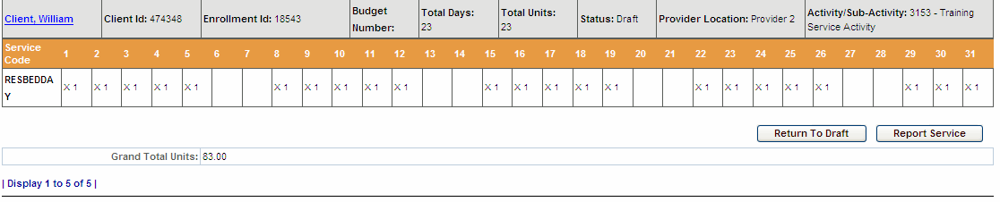 Client, William Client Id: 474348 Enrollment Id: 18543 Budget Number: Total Days: 23 Total Units: 23 Status: Draft Provider Location: Provider 2 Activity/Sub-Activity: 3153 - Training Service Activity
Service Code 1 2 3 4 5 6 7 8 9 10 11 12 13 14 15 16 17 18 19 20 21 22 23 24 25 26 27 28 29 30 31
RESBEDDAY X 1 X 1 X 1 X 1 X 1 X 1 X 1 X 1 X 1 X 1 X 1 X 1 X 1 X 1 X 1 X 1 X 1 X 1 X 1 X 1 X 1 X 1 X 1
Return To Draft Report Service
Grand Total Units: 83.00
| Display 1 to 5 of 5 |